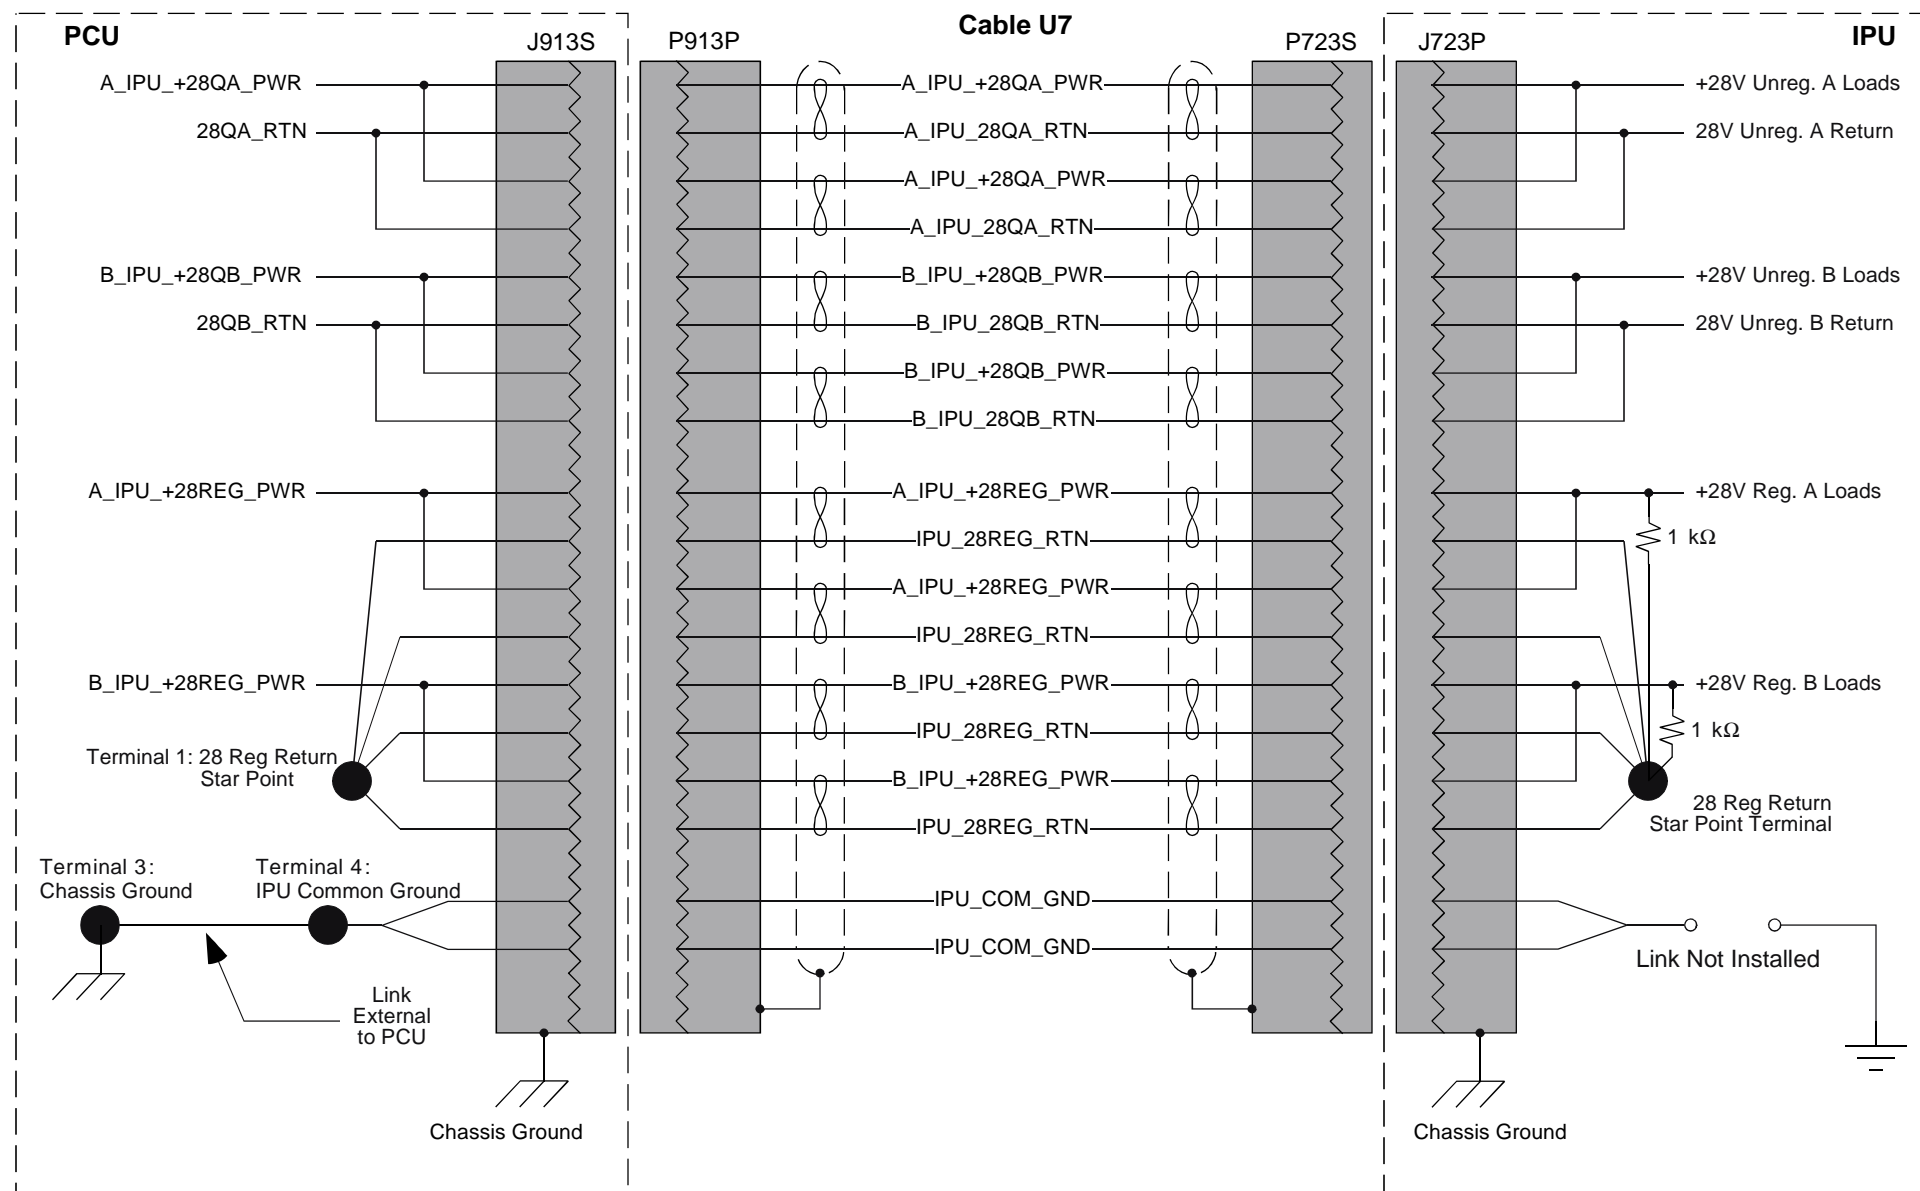 PCU
Cable U7
IPU
J913S
P913P
P723S
J723P
A_IPU_+28QA_PWR
A_IPU_+28QA_PWR
+28V Unreg. A Loads
28QA_RTN
A_IPU_28QA_RTN
28V Unreg. A Return
A_IPU_+28QA_PWR
A_IPU_28QA_RTN
B_IPU_+28QB_PWR
B_IPU_+28QB_PWR
+28V Unreg. B Loads
28QB_RTN
B_IPU_28QB_RTN
28V Unreg. B Return
B_IPU_+28QB_PWR
B_IPU_28QB_RTN
A_IPU_+28REG_PWR
A_IPU_+28REG_PWR
+28V Reg. A Loads
IPU_28REG_RTN
1 kΩ
A_IPU_+28REG_PWR
IPU_28REG_RTN
B_IPU_+28REG_PWR
B_IPU_+28REG_PWR
+28V Reg. B Loads
IPU_28REG_RTN
1 kΩ
Terminal 1: 28 Reg Return
Star Point
B_IPU_+28REG_PWR
28 Reg Return
Star Point Terminal
IPU_28REG_RTN
Terminal 3:
Chassis Ground
Terminal 4:
IPU Common Ground
IPU_COM_GND
IPU_COM_GND
Link Not Installed
Link
External
to PCU
Chassis Ground
Chassis Ground